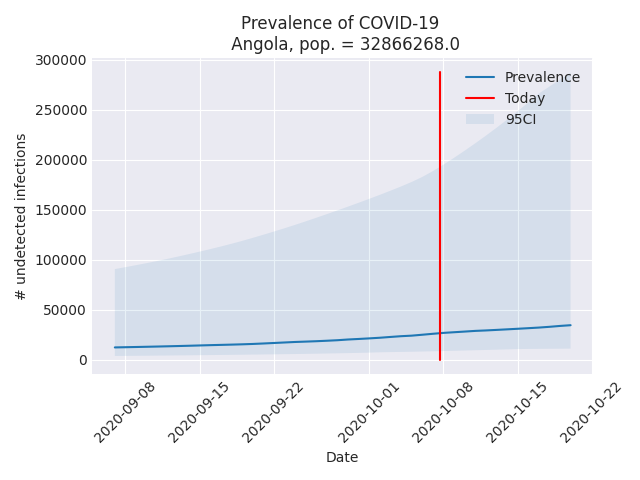 Prevalence of COVID-19
Angola, pop. = 32866268.0
300000
250000
200000
150000
100000
50000
0
# undetected infections
Prevalence
Today
95CI
2020-09-08
2020-09-15
2020-09-22
2020-10-01
2020-10-08
2020-10-15
2020-10-22
Date